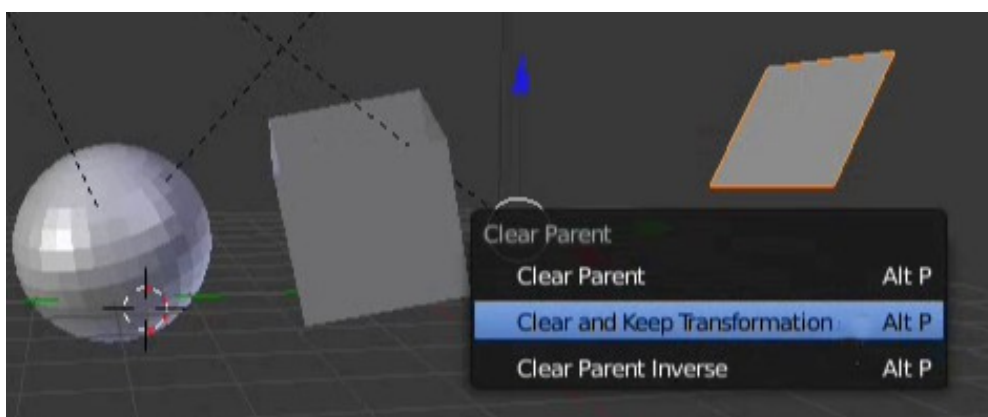 Clear Parent
Clear Parent Alt P
Clear and Keep Transformation Alt P
Clear Parent Inverse Alt P